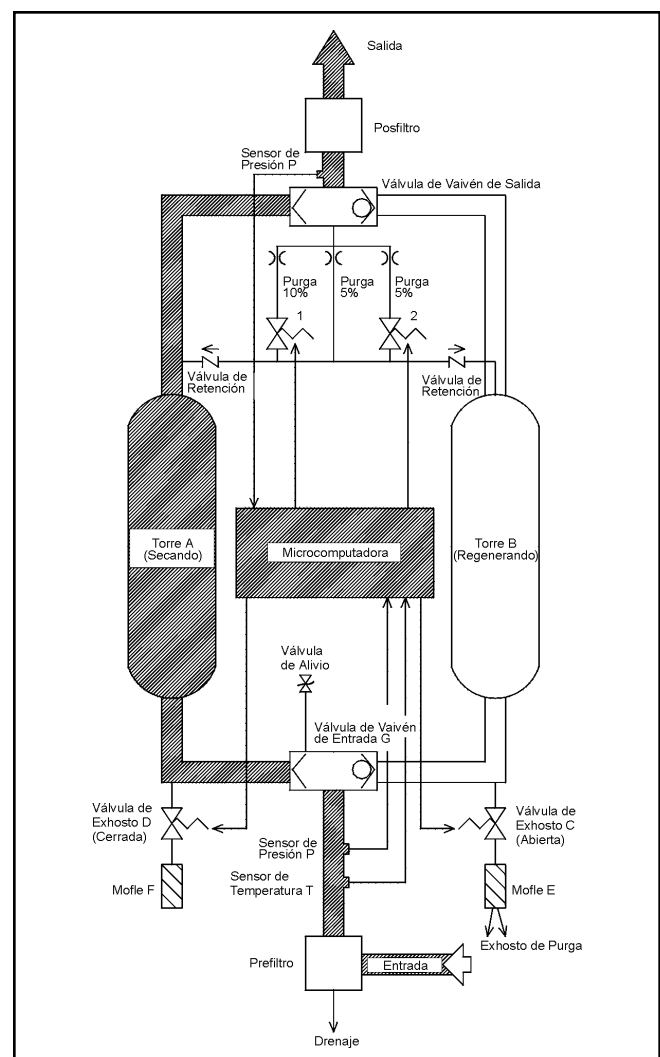 Salida
Posfiltro
Sensor de
Presión P
Válvula de Vaivén de Salida
Purga
10%
Purga
5%
Purga
5%
1
2
Válvula de
Retención
Válvula de
Retención
Torre A
(Secando)
Microcomputadora
Torre B
(Regenerando)
Válvula
de Alivio
Válvula de Vaivén
de Entrada G
Válvula de
Exhosto D
(Cerrada)
Válvula de
Exhosto C
(Abierta)
Sensor de
Presión P
Sensor de
Temperatura T
Mofle F
Mofle E
Exhosto de Purga
Prefiltro
Entrada
Drenaje